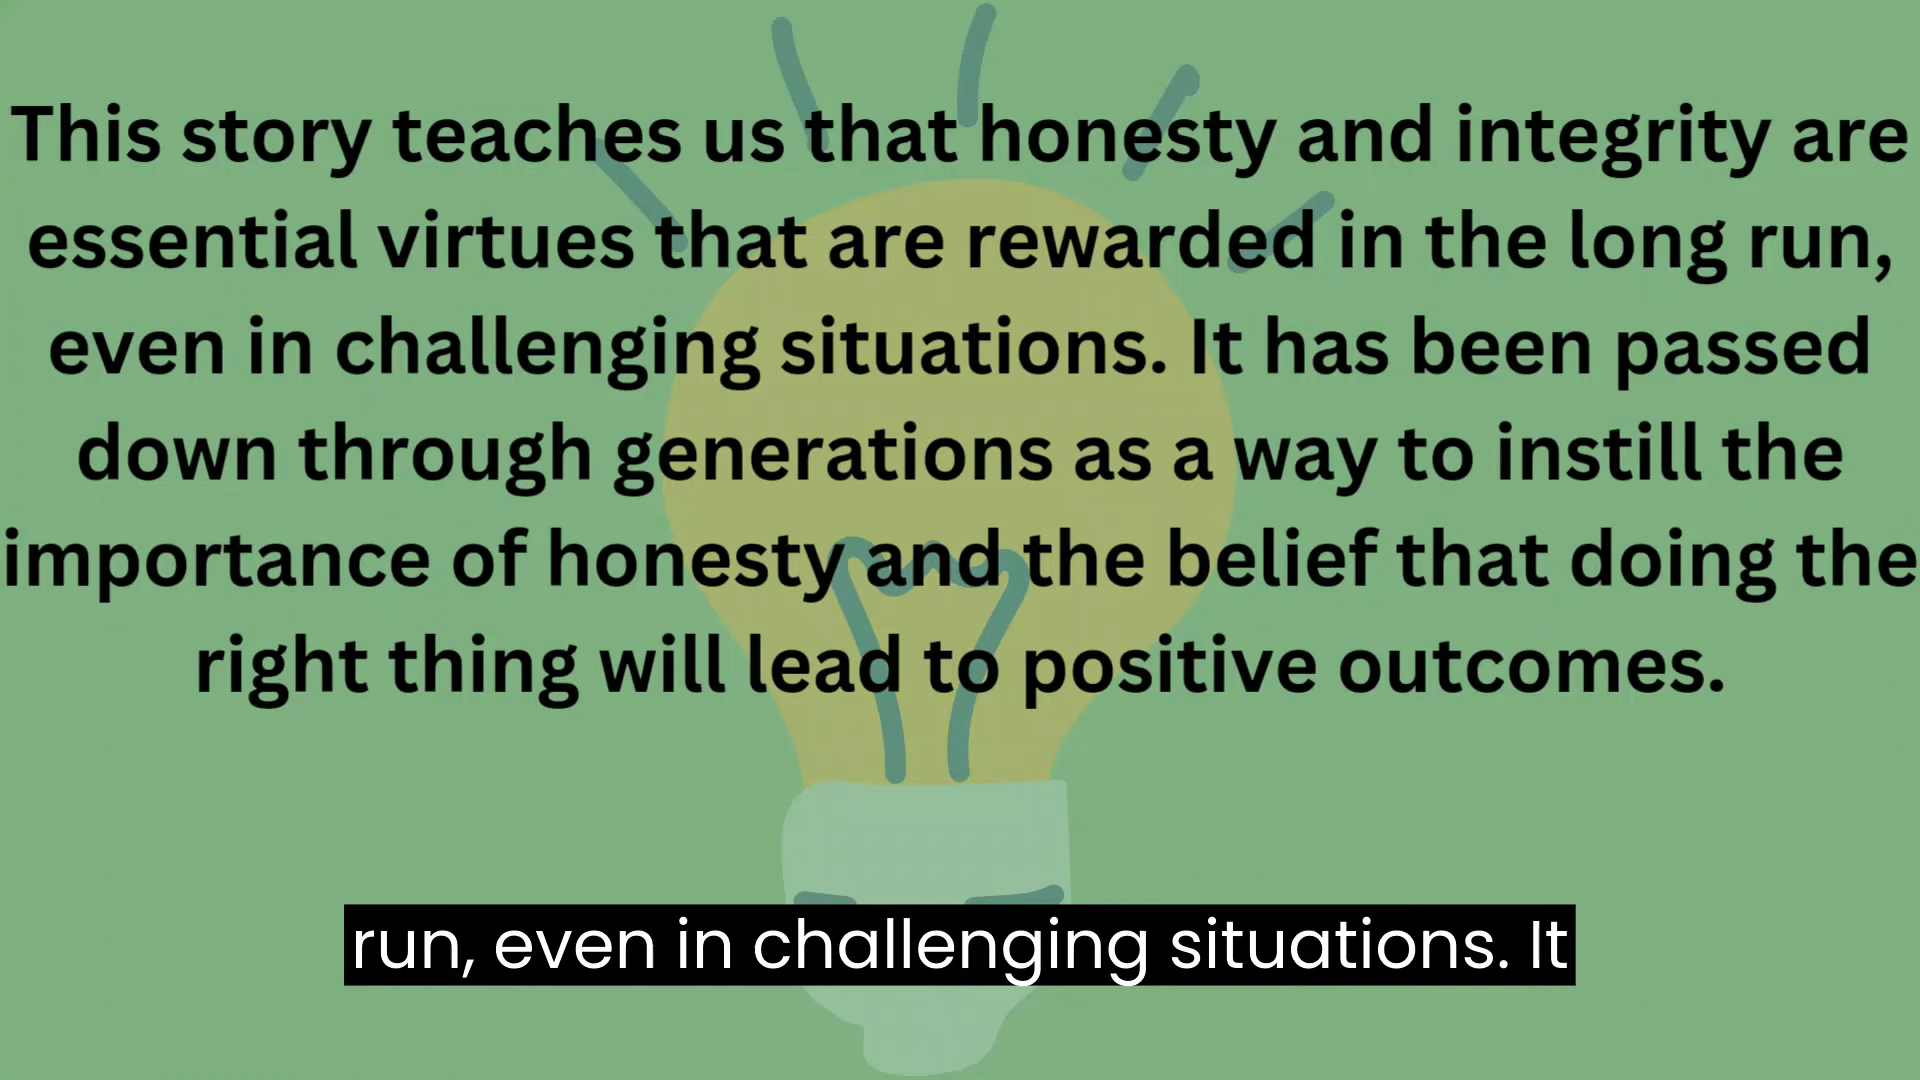 This story teaches us that honesty and integrity are
essential virtues that are rewarded in the long run,
even in challenging situations. It has been passed
down through generations as a way to instill the
importance of honesty and the belief that doing the
right thing will lead to positive outcomes.
run, even in challenging situations. It